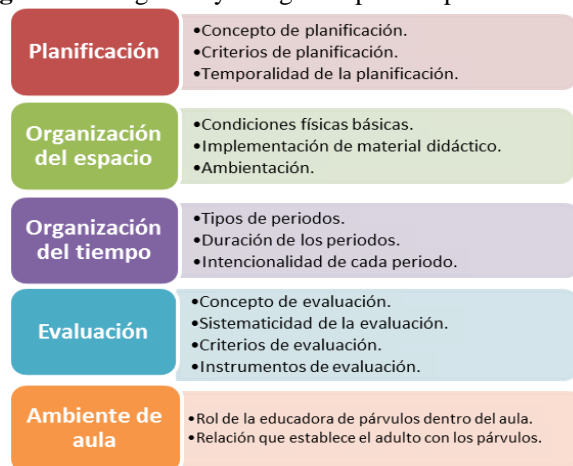 Planificación
•Concepto de planificación.
•Criterios de planificación.
•Temporalidad de la planificación.
Organización
del espacio
•Condiciones físicas básicas.
•Implementación de material didáctico.
•Ambientación.
Organización
del tiempo
•Tipos de periodos.
•Duración de los periodos.
•Intencionalidad de cada periodo.
Evaluación
•Concepto de evaluación.
•Sistematicidad de la evaluación.
•Criterios de evaluación.
•Instrumentos de evaluación.
Ambiente de
aula
•Rol de la educadora de párvulos dentro del aula.
•Relación que establece el adulto con los párvulos.